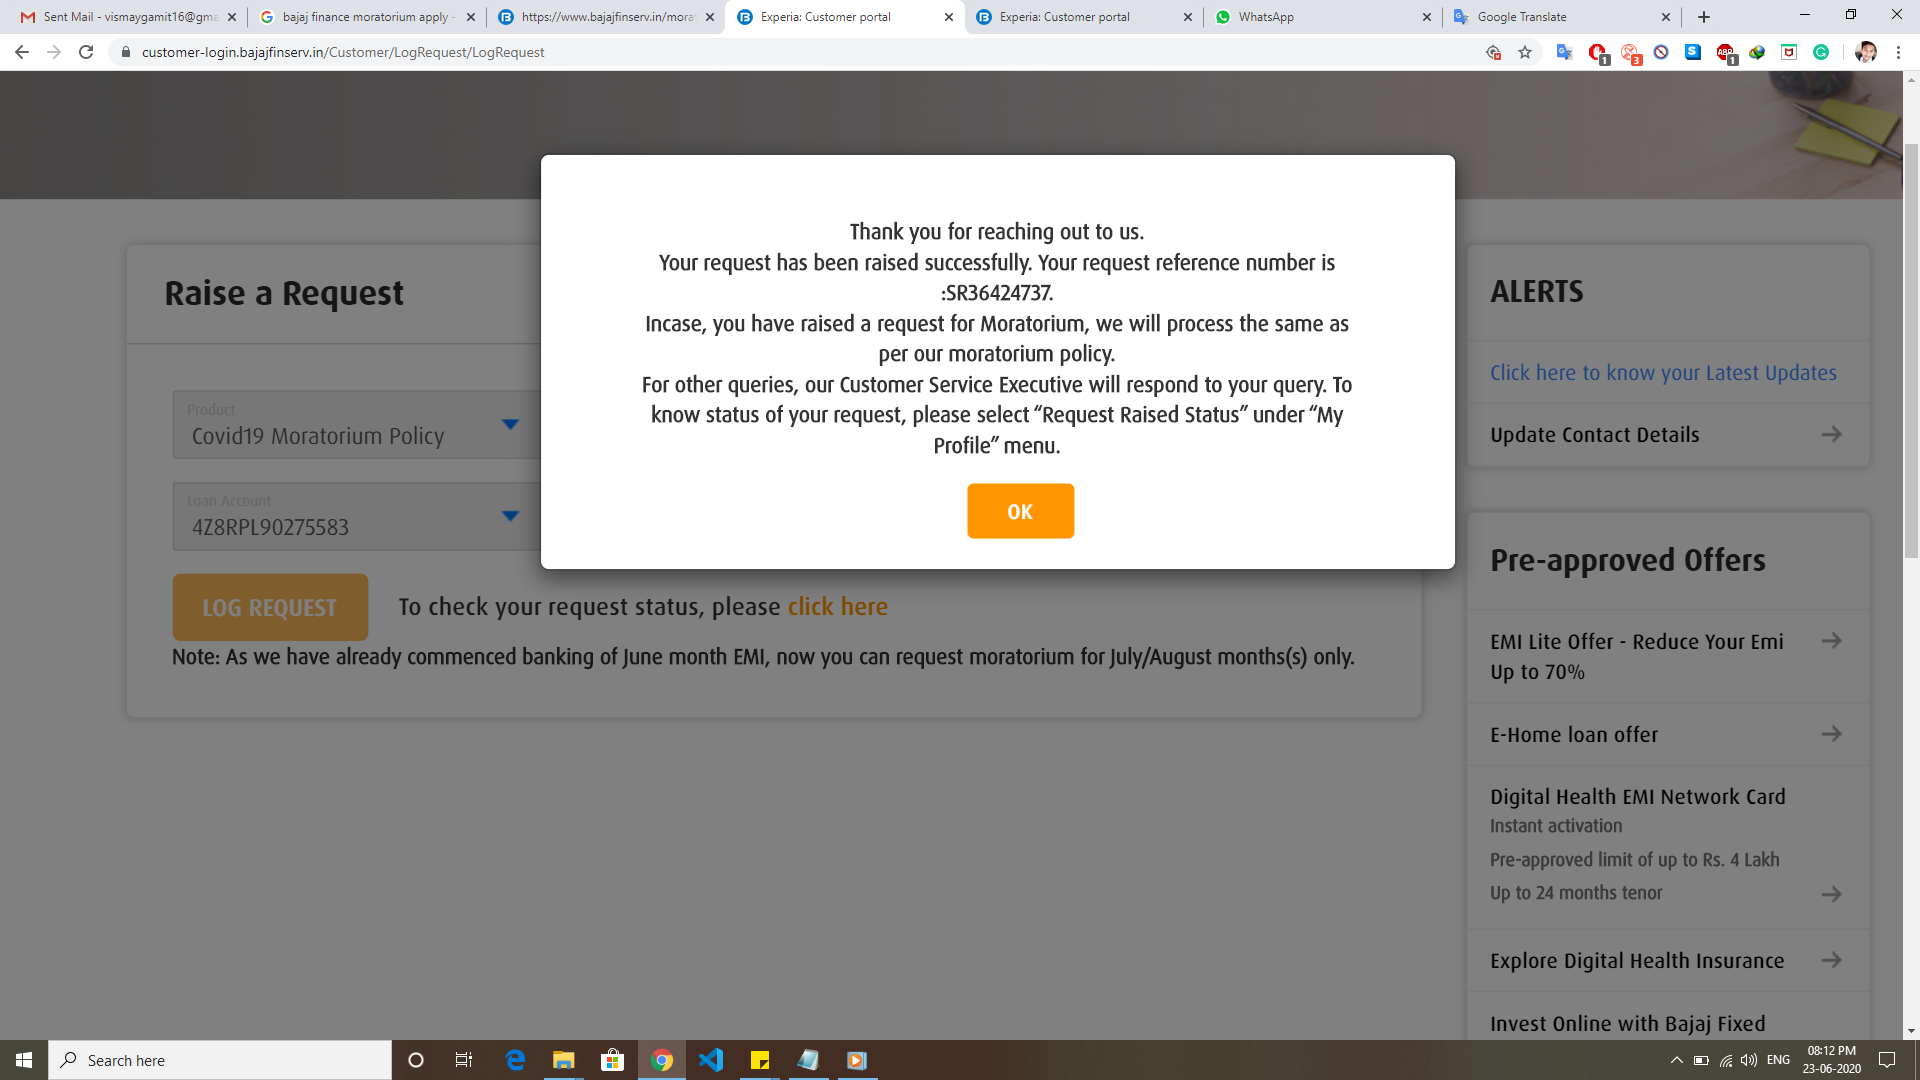 Sent Mail - vismaygamit16@gma
bajaj finance moratorium apply -
https://www.bajajfinserv.in/mora
Experia: Customer portal
Experia: Customer portal
WhatsApp
Google Translate
customer-login.bajajfinserv.in/Customer/LogRequest/LogRequest
1
3
ABP
1
Thank you for reaching out to us.
Your request has been raised successfully. Your request reference number is
:SR36424737.
Incase, you have raised a request for Moratorium, we will process the same as
per our moratorium policy.
For other queries, our Customer Service Executive will respond to your query. To
know status of your request, please select “Request Raised Status” under “My
Profile” menu.
OK
Raise a Request
Product
Covid19 Moratorium Policy
Loan Account
4Z8RPL90275583
LOG REQUEST
To check your request status, please click here
Note: As we have already commenced banking of June month EMI, now you can request moratorium for July/August months(s) only.
ALERTS
Click here to know your Latest Updates
Update Contact Details
Pre-approved Offers
EMI Lite Offer - Reduce Your Emi
Up to 70%
E-Home loan offer
Digital Health EMI Network Card
Instant activation
Pre-approved limit of up to Rs. 4 Lakh
Up to 24 months tenor
Explore Digital Health Insurance
Invest Online with Bajaj Fixed
Search here
ENG
08:12 PM
23-06-2020